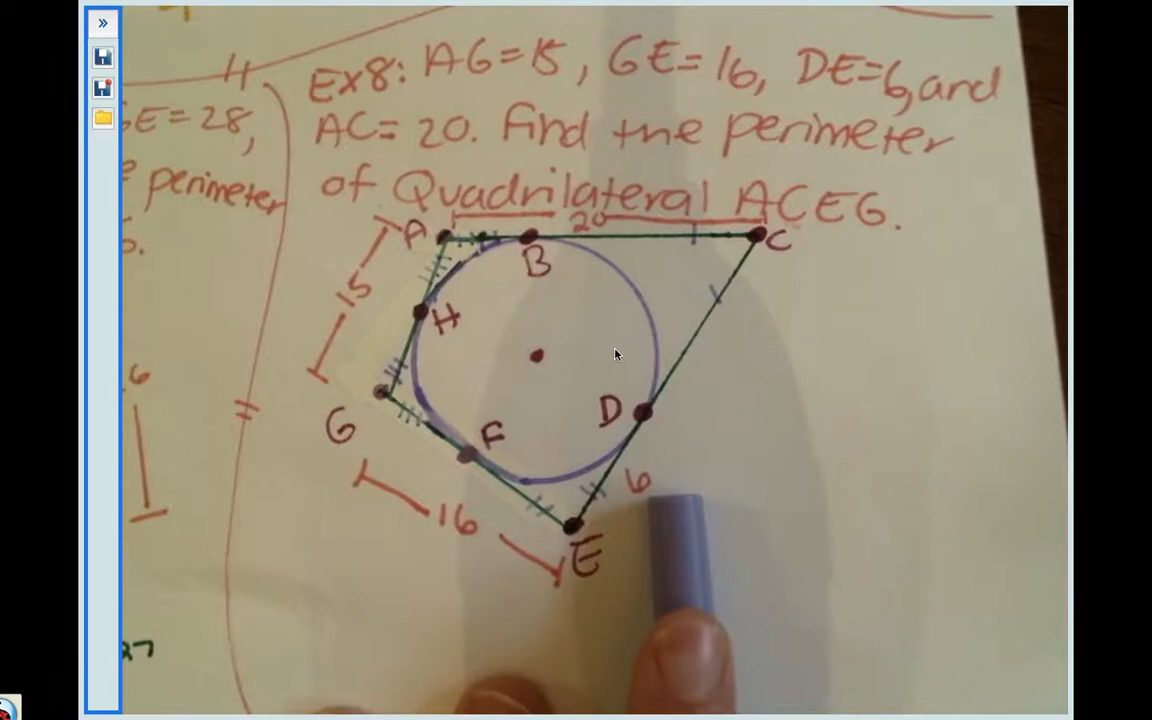 »
Ex8: AG=15, GE=16, DE=6, and
AC=20. Find the perimeter
of Quadrilateral ACEG.
GE=28,
perimeter
6
27
20
A
B
C
15
H
G
F
D
6
16
E